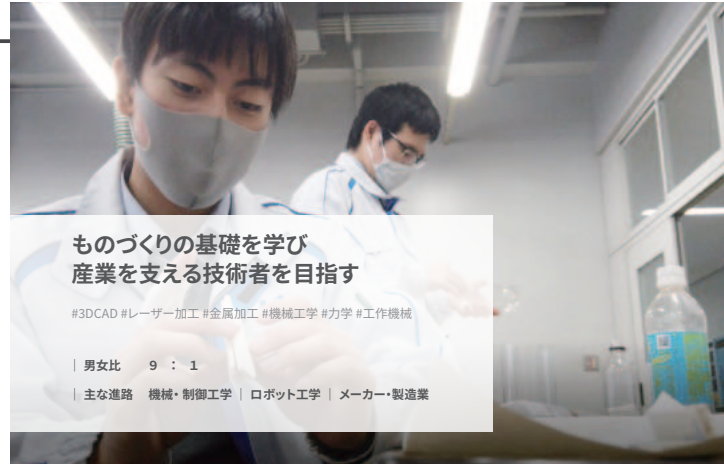 ものづくりの基礎を学び
産業を支える技術者を目指す
#3DCAD #レーザー加工 #金属加工 #機械工学 #力学 #工作機械
｜男女比　9　：　1
｜主な進路　機械・制御工学｜ロボット工学｜メーカー・製造業